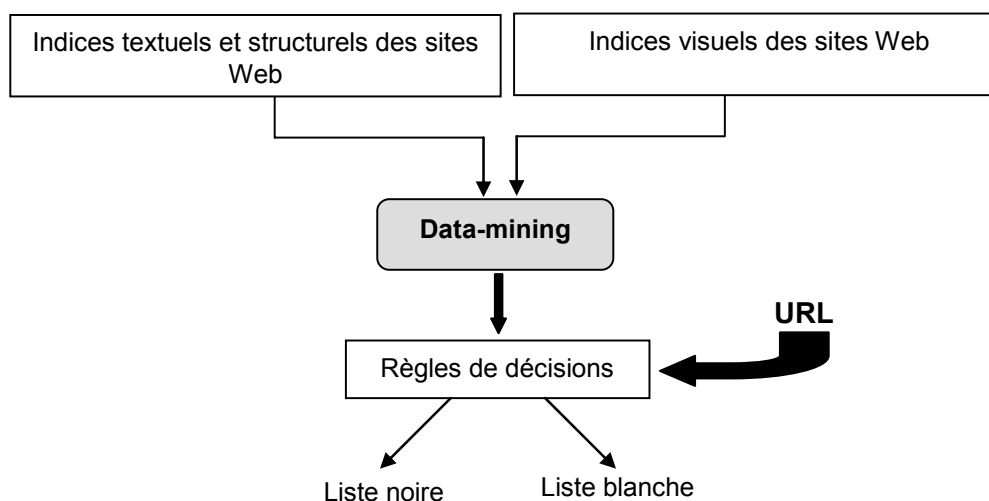 Indices textuels et structurels des sites
Web
Indices visuels des sites Web
Data-mining
URL
Règles de décisions
Liste noire
Liste blanche